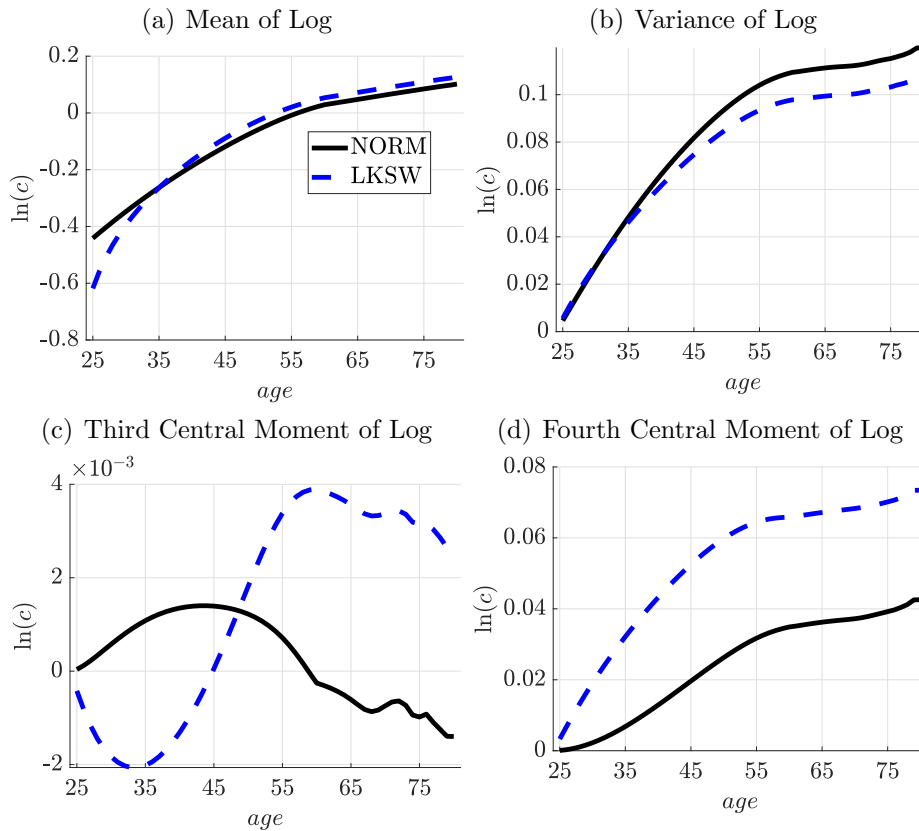 (a) Mean of Log
0.2
0
-0.2
-0.4
-0.6
-0.8
ln(c)
NORM
LKSW
25 35 45 55 65 75
age
(b) Variance of Log
0.1
0.08
0.06
0.04
0.02
0
ln(c)
25 35 45 55 65 75
age
(c) Third Central Moment of Log
×10⁻³
4
2
0
-2
ln(c)
25 35 45 55 65 75
age
(d) Fourth Central Moment of Log
0.08
0.06
0.04
0.02
0
ln(c)
25 35 45 55 65 75
age